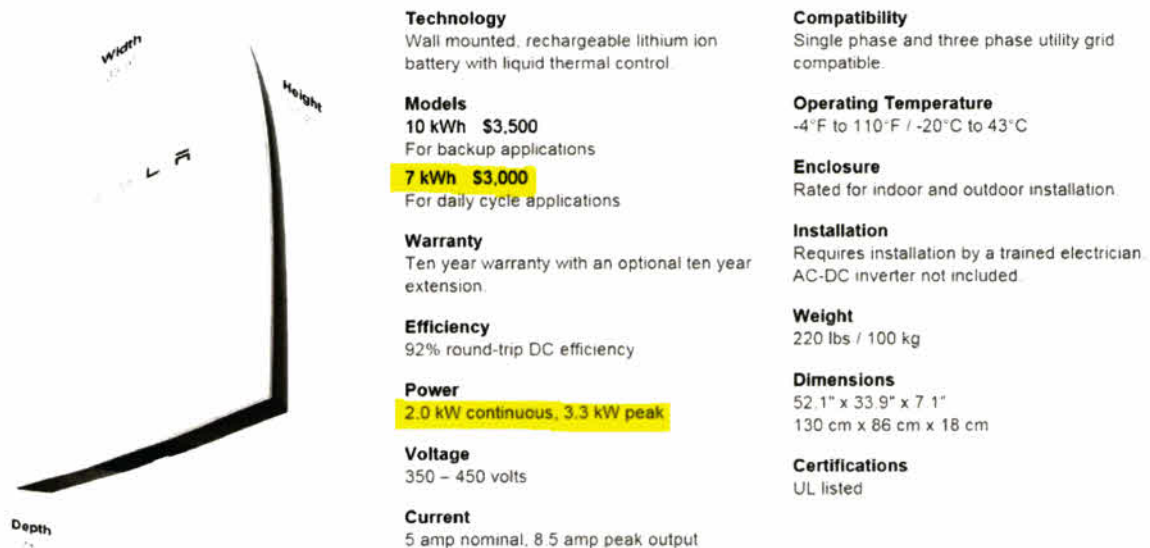 Width
Height
Depth
Technology
Wall mounted, rechargeable lithium ion
battery with liquid thermal control.
Models
10 kWh $3,500
For backup applications
7 kWh $3,000
For daily cycle applications
Warranty
Ten year warranty with an optional ten year
extension.
Efficiency
92% round-trip DC efficiency
Power
2.0 kW continuous, 3.3 kW peak
Voltage
350 – 450 volts
Current
5 amp nominal, 8.5 amp peak output
Compatibility
Single phase and three phase utility grid
compatible.
Operating Temperature
-4°F to 110°F / -20°C to 43°C
Enclosure
Rated for indoor and outdoor installation.
Installation
Requires installation by a trained electrician.
AC-DC inverter not included.
Weight
220 lbs / 100 kg
Dimensions
52.1" x 33.9" x 7.1"
130 cm x 86 cm x 18 cm
Certifications
UL listed